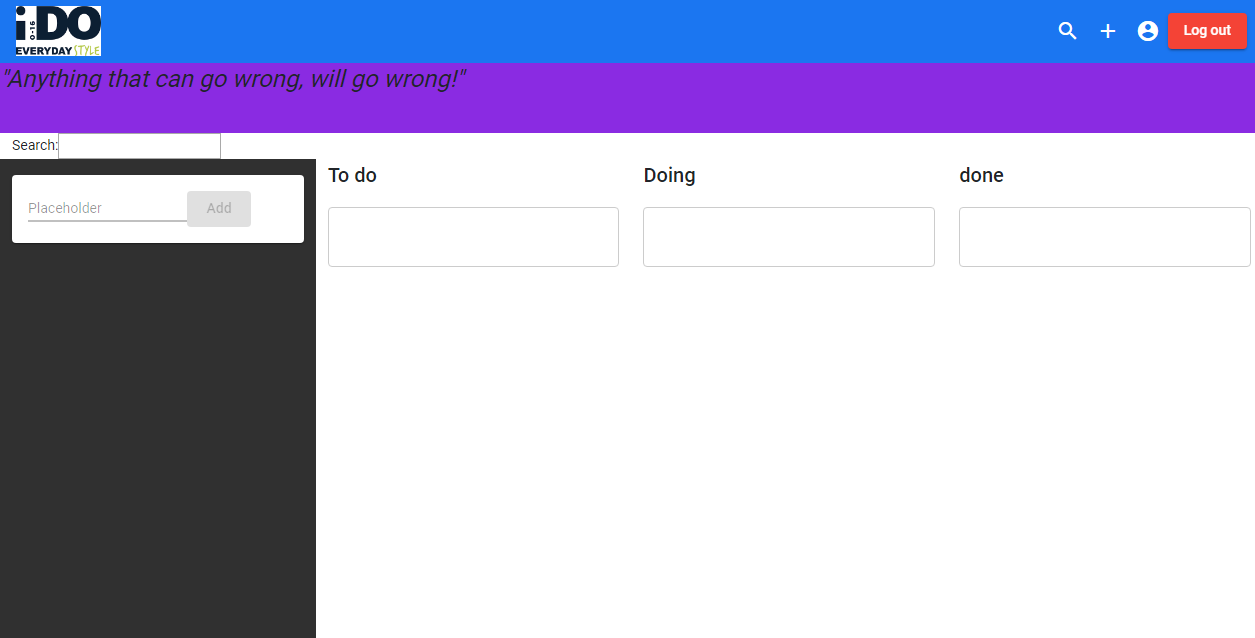 iDO
0-16
EVERYDAY STYLE
Log out
"Anything that can go wrong, will go wrong!"
Search:
Placeholder
Add
To do
Doing
done